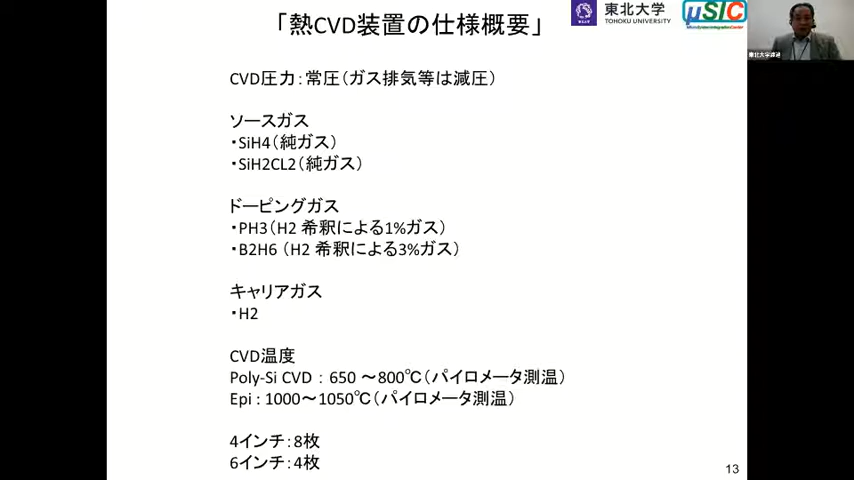 「熱CVD装置の仕様概要」
東北大学
TOHOKU UNIVERSITY
μSIC
CVD圧力：常圧（ガス排気等は減圧）
ソースガス
・SiH4（純ガス）
・SiH2CL2（純ガス）
ドーピングガス
・PH3（H2 希釈による1%ガス）
・B2H6 （H2 希釈による3%ガス）
キャリアガス
・H2
CVD温度
Poly-Si CVD ： 650 ～800℃（パイロメータ測温）
Epi : 1000～1050℃（パイロメータ測温）
4インチ：8枚
6インチ：4枚
13